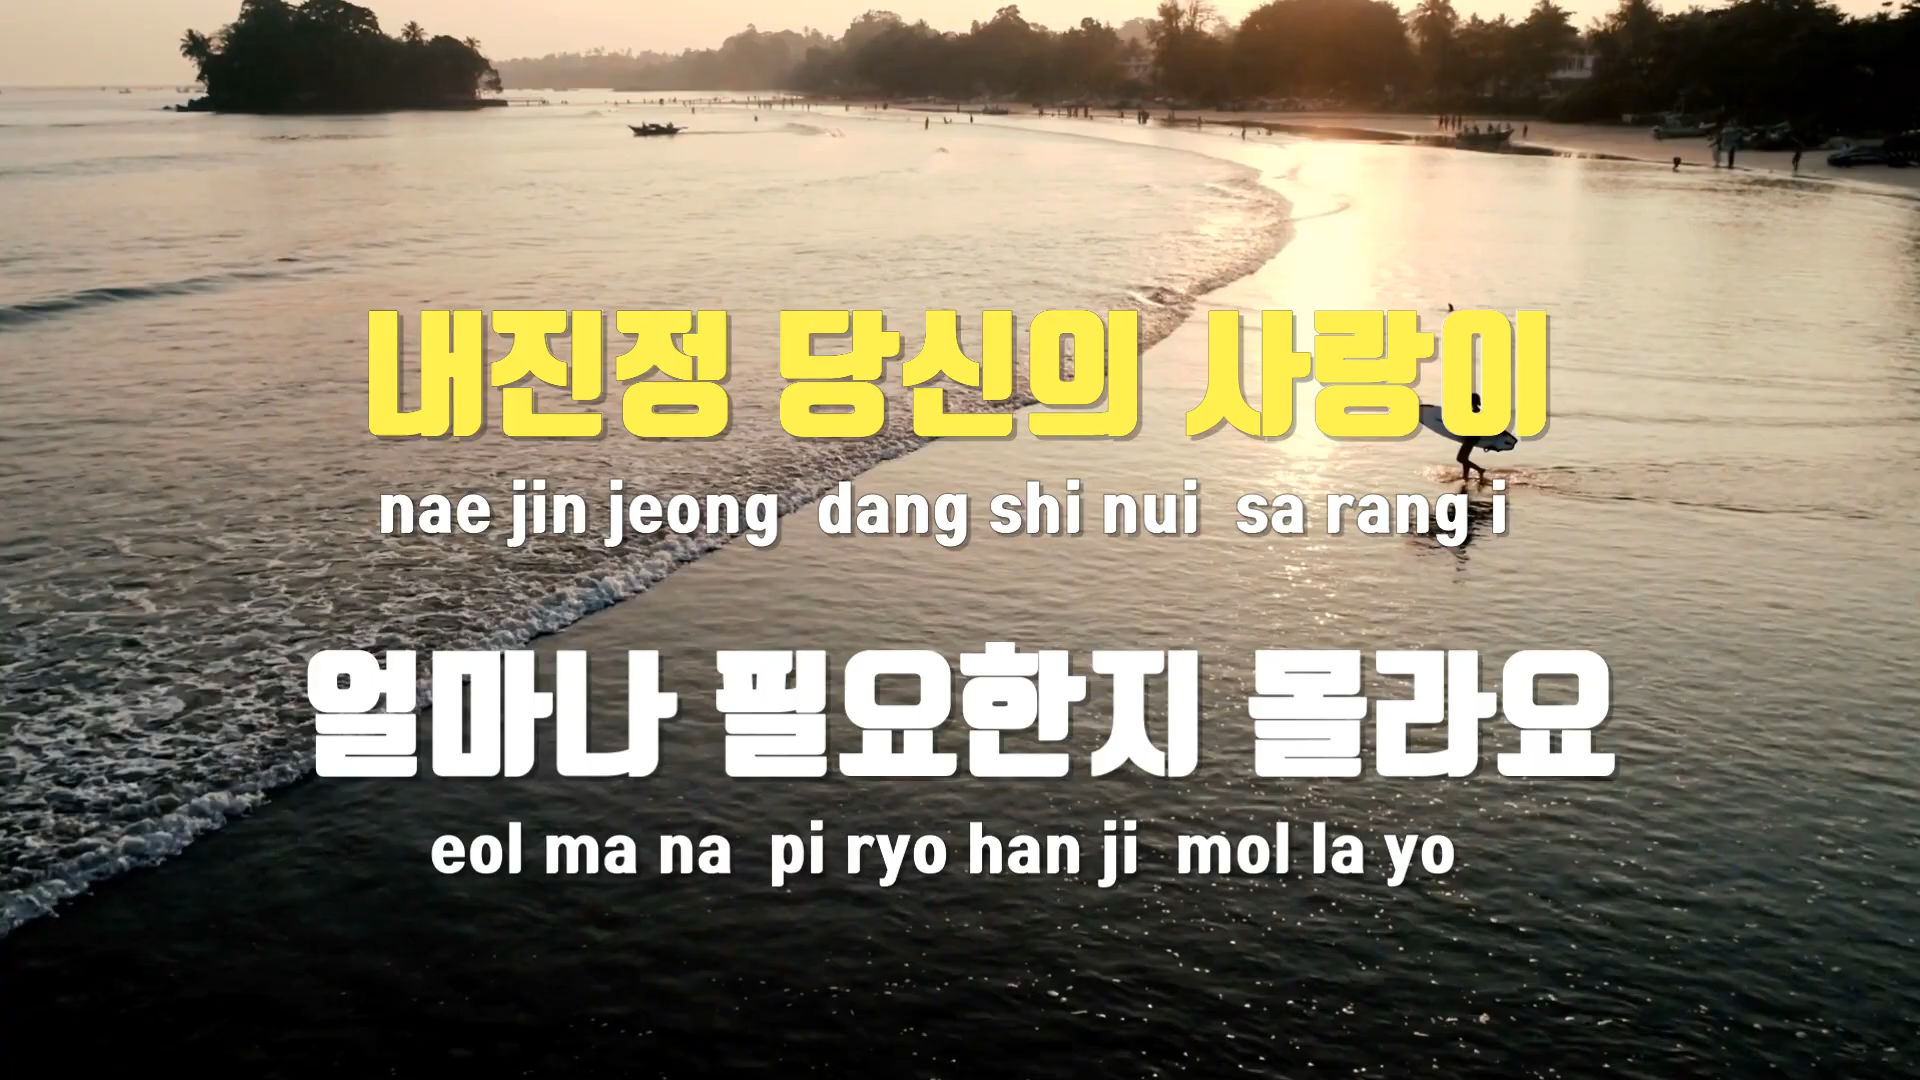 내진정 당신의 사랑이
nae jin jeong dang shi nui sa rang i
얼마나 필요한지 몰라요
eol ma na pi ryo han ji mol la yo